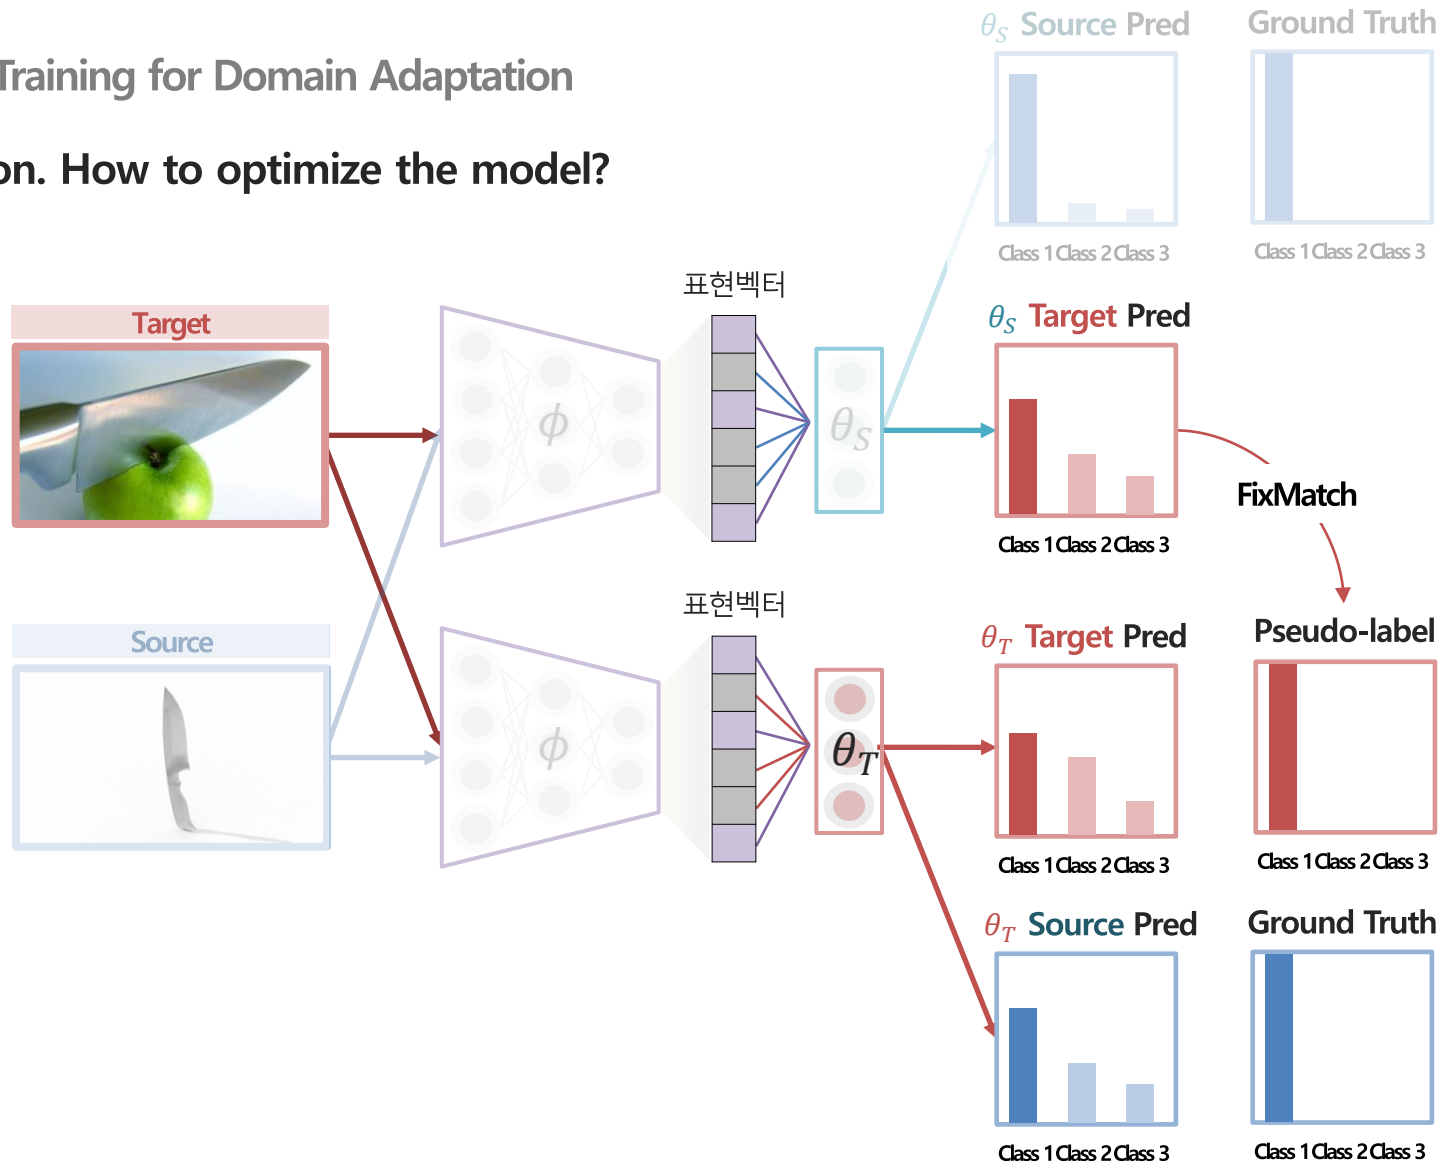 θS Source Pred
Ground Truth
Training for Domain Adaptation
on. How to optimize the model?
Class 1 Class 2 Class 3
Class 1 Class 2 Class 3
표현벡터
Target
θS Target Pred
ϕ
θS
FixMatch
Class 1 Class 2 Class 3
표현벡터
Source
θT Target Pred
Pseudo-label
ϕ
θT
Class 1 Class 2 Class 3
Class 1 Class 2 Class 3
θT Source Pred
Ground Truth
Class 1 Class 2 Class 3
Class 1 Class 2 Class 3